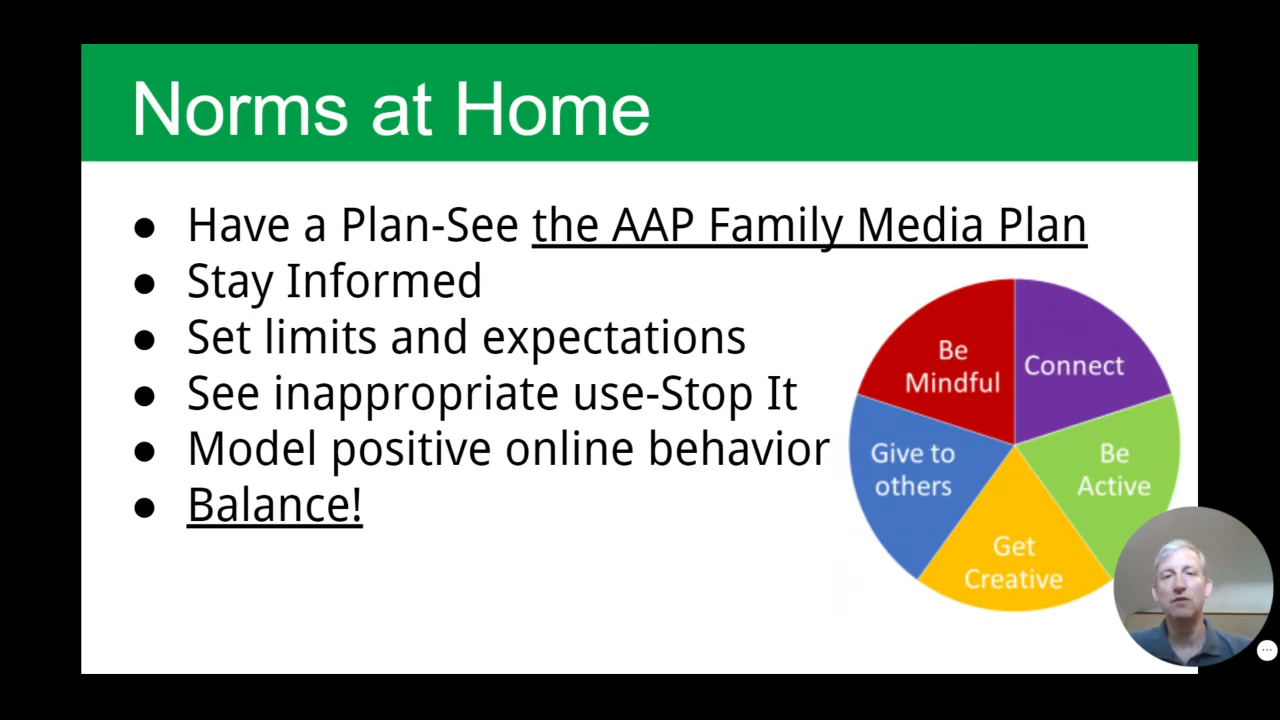 Norms at Home
● Have a Plan-See the AAP Family Media Plan
● Stay Informed
● Set limits and expectations
● See inappropriate use-Stop It
● Model positive online behavior
● Balance!
Be
Mindful
Connect
Give to
others
Be
Active
Get
Creative